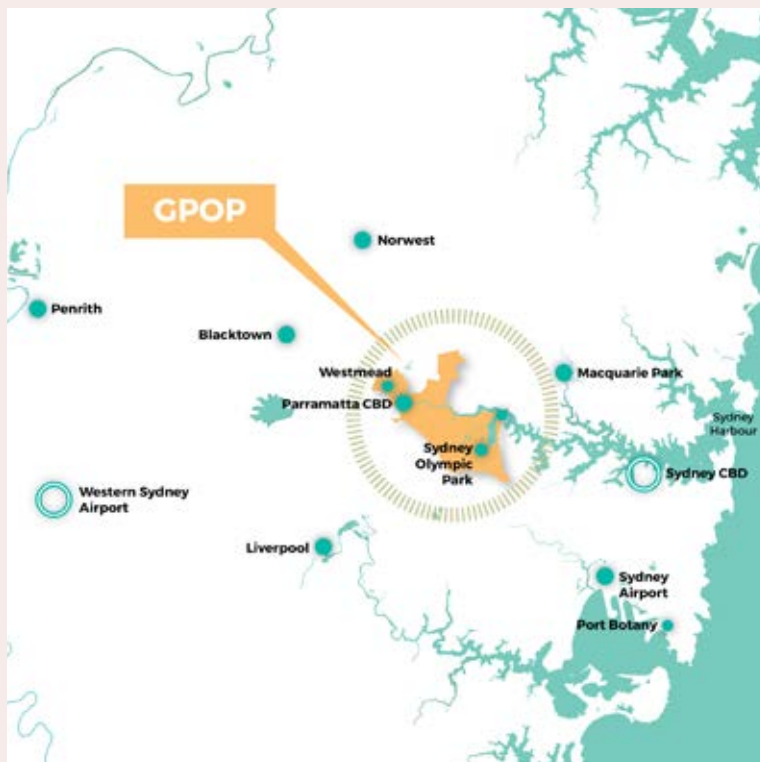 GPOP
Norwest
Penrith
Blacktown
Westmead
Macquarie Park
Parramatta CBD
Sydney
Harbour
Sydney
Olympic
Park
Sydney CBD
Western Sydney
Airport
Liverpool
Sydney
Airport
Port Botany